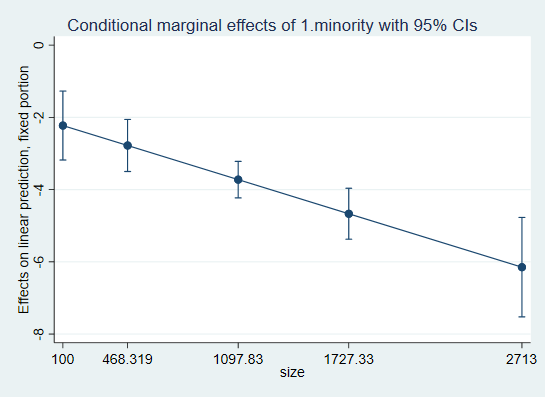 Conditional marginal effects of 1.minority with 95% CIs
Effects on linear prediction, fixed portion
0
-2
-4
-6
-8
100 468.319 1097.83 1727.33 2713
size